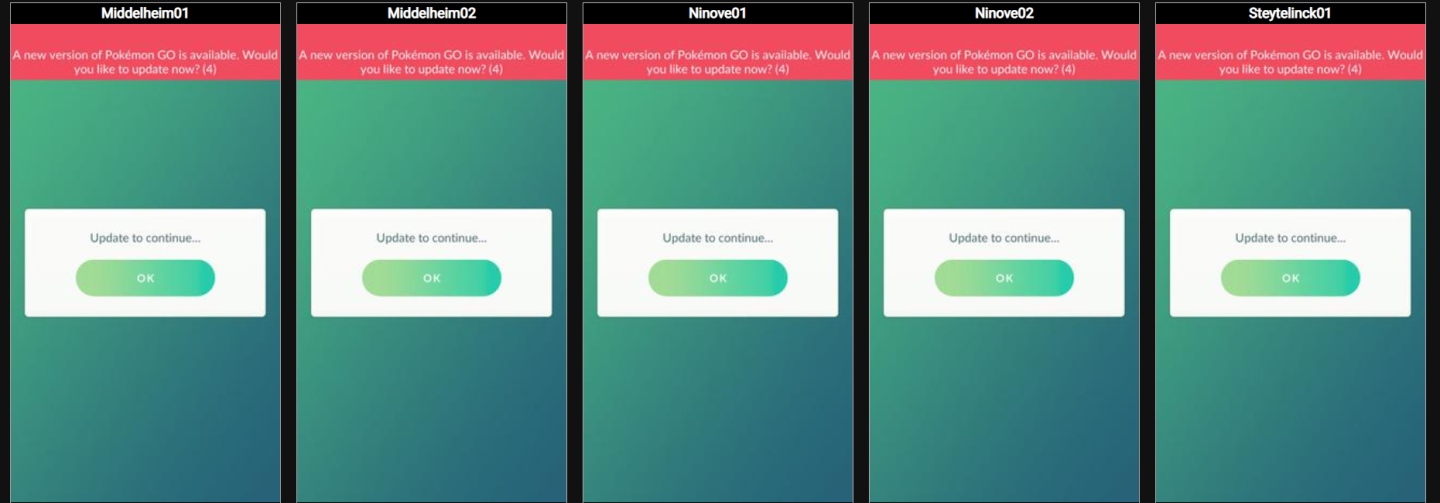 Middelheim01
A new version of Pokémon GO is available. Would
you like to update now? (4)
Update to continue...
OK
Middelheim02
A new version of Pokémon GO is available. Would
you like to update now? (4)
Update to continue...
OK
Ninove01
A new version of Pokémon GO is available. Would
you like to update now? (4)
Update to continue...
OK
Ninove02
A new version of Pokémon GO is available. Would
you like to update now? (4)
Update to continue...
OK
Steytelinck01
A new version of Pokémon GO is available. Would
you like to update now? (4)
Update to continue...
OK